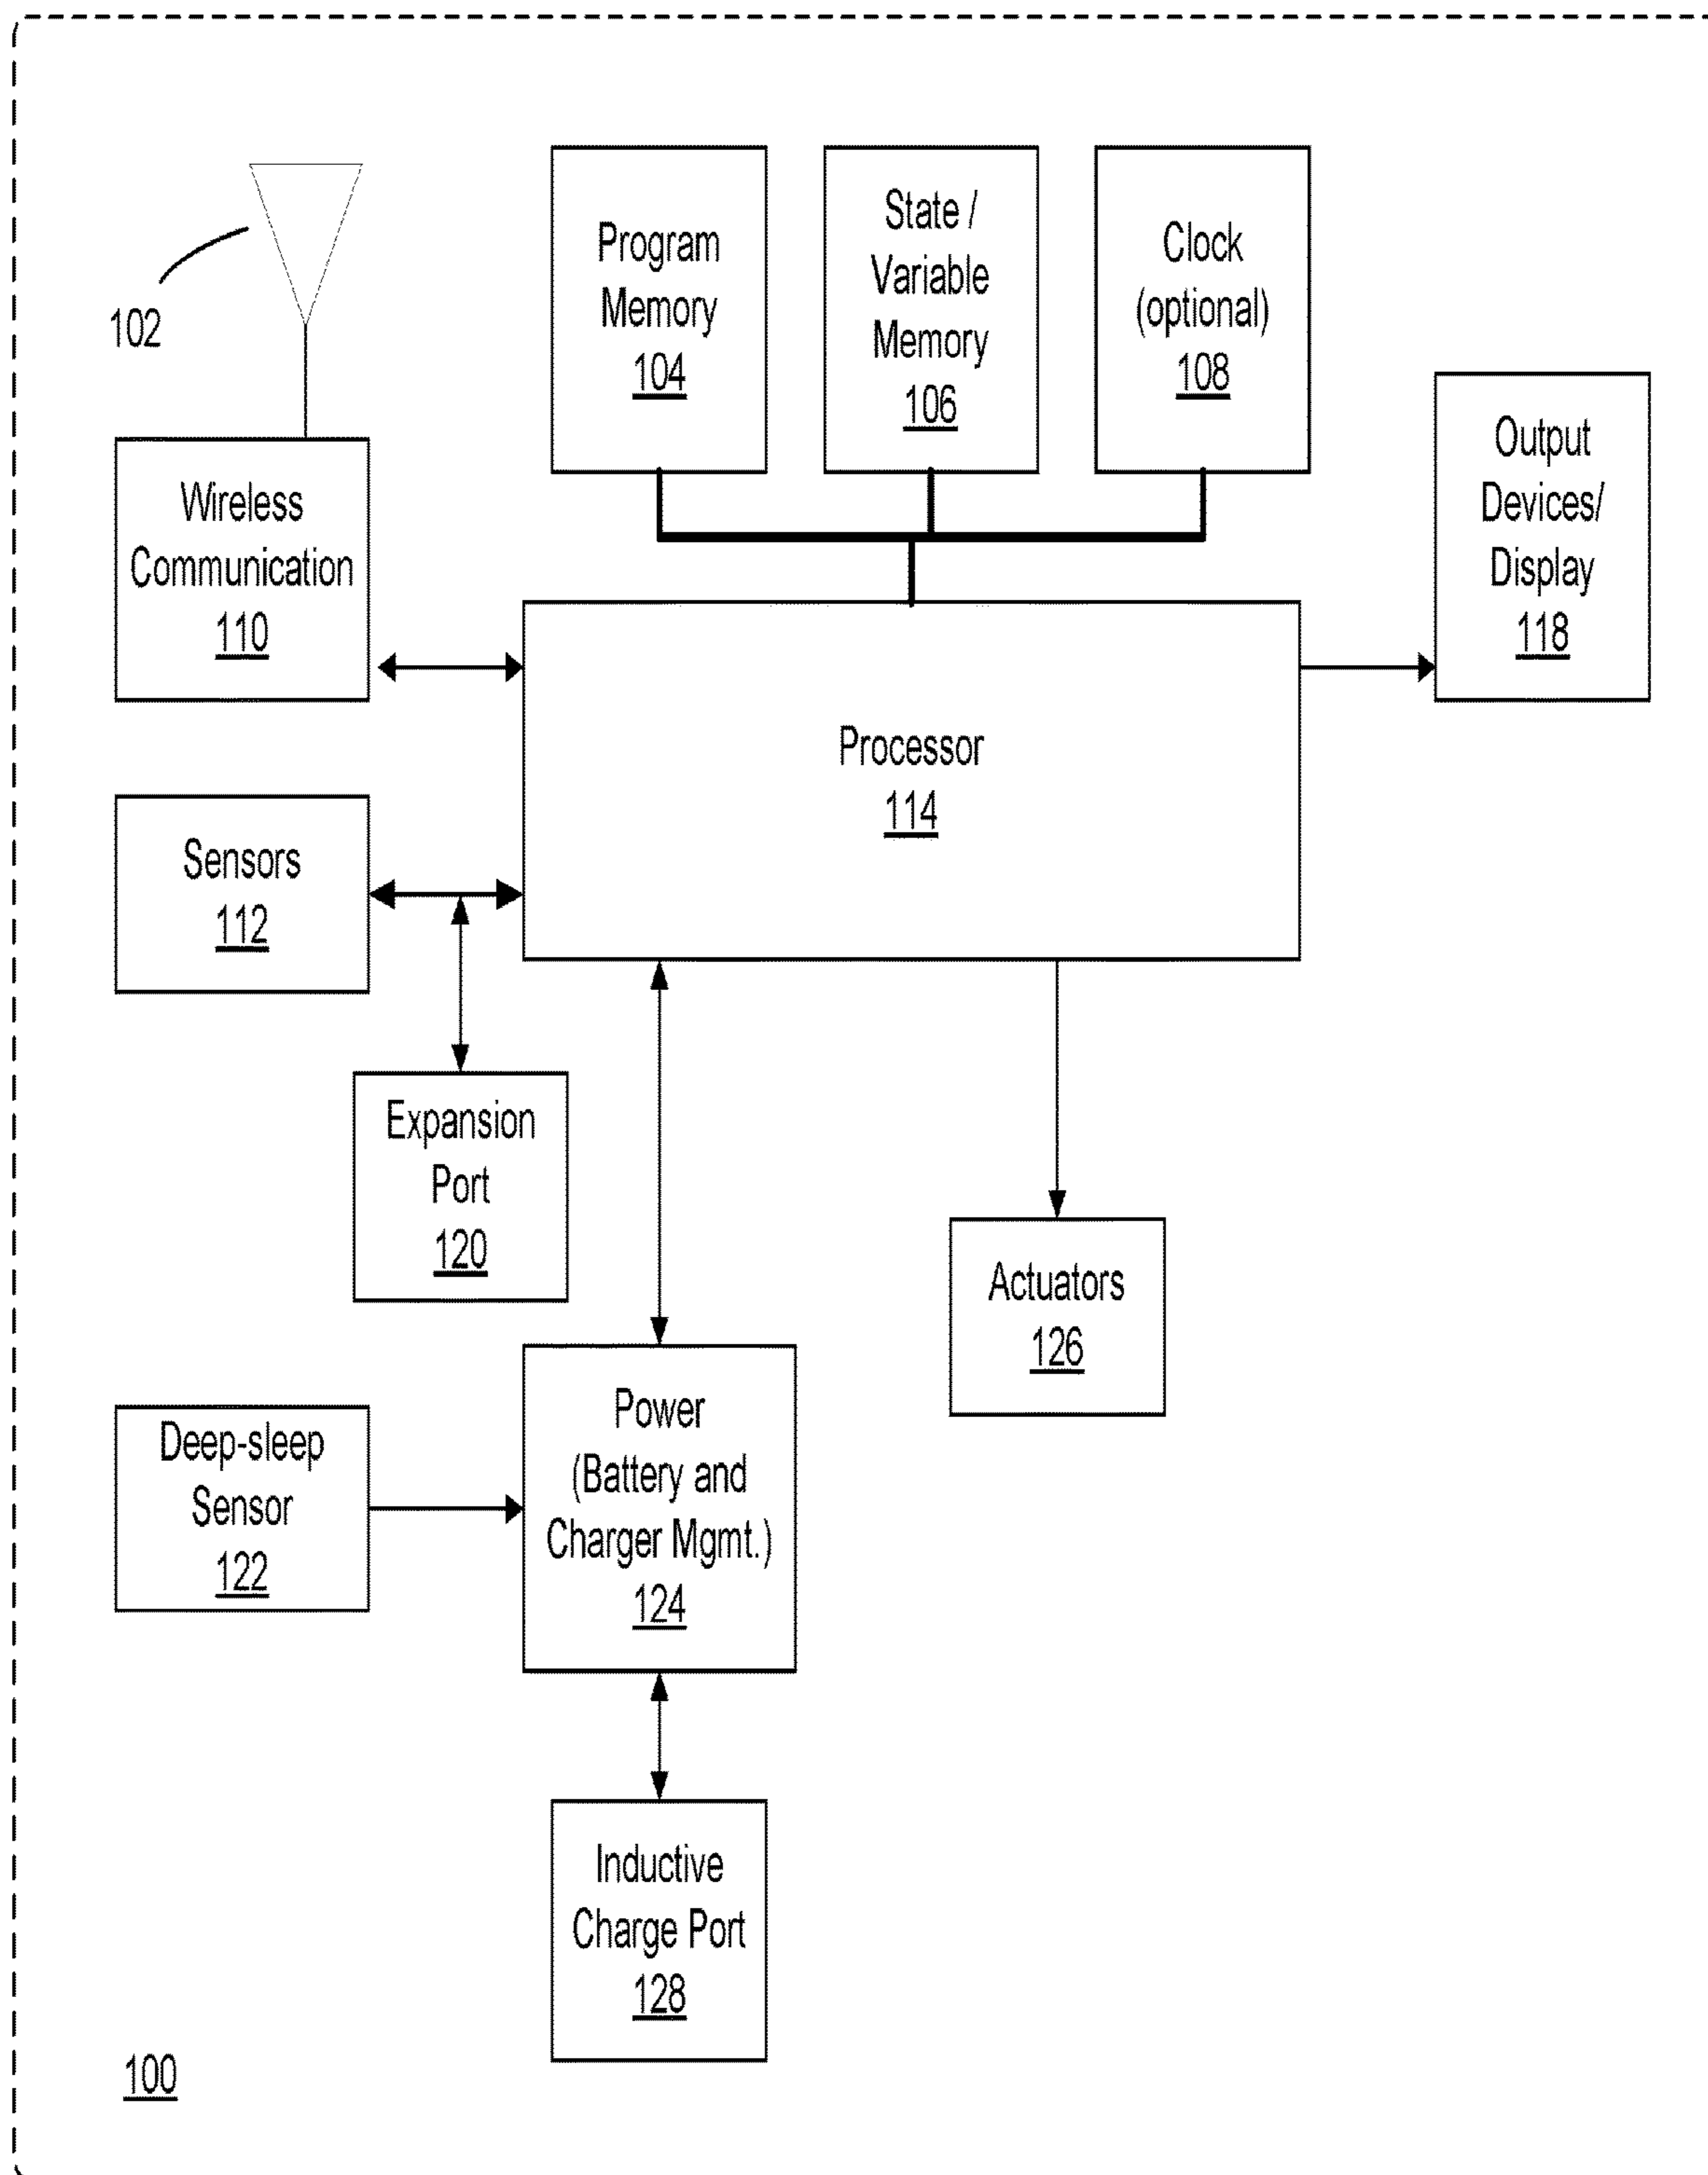 102
Program
Memory
104
State /
Variable
Memory
106
Clock
(optional)
108
Wireless
Communication
110
Output
Devices/
Display
118
Processor
114
Sensors
112
Expansion
Port
120
Actuators
126
Deep-sleep
Sensor
122
Power
(Battery and
Charger Mgmt.)
124
Inductive
Charge Port
128
100